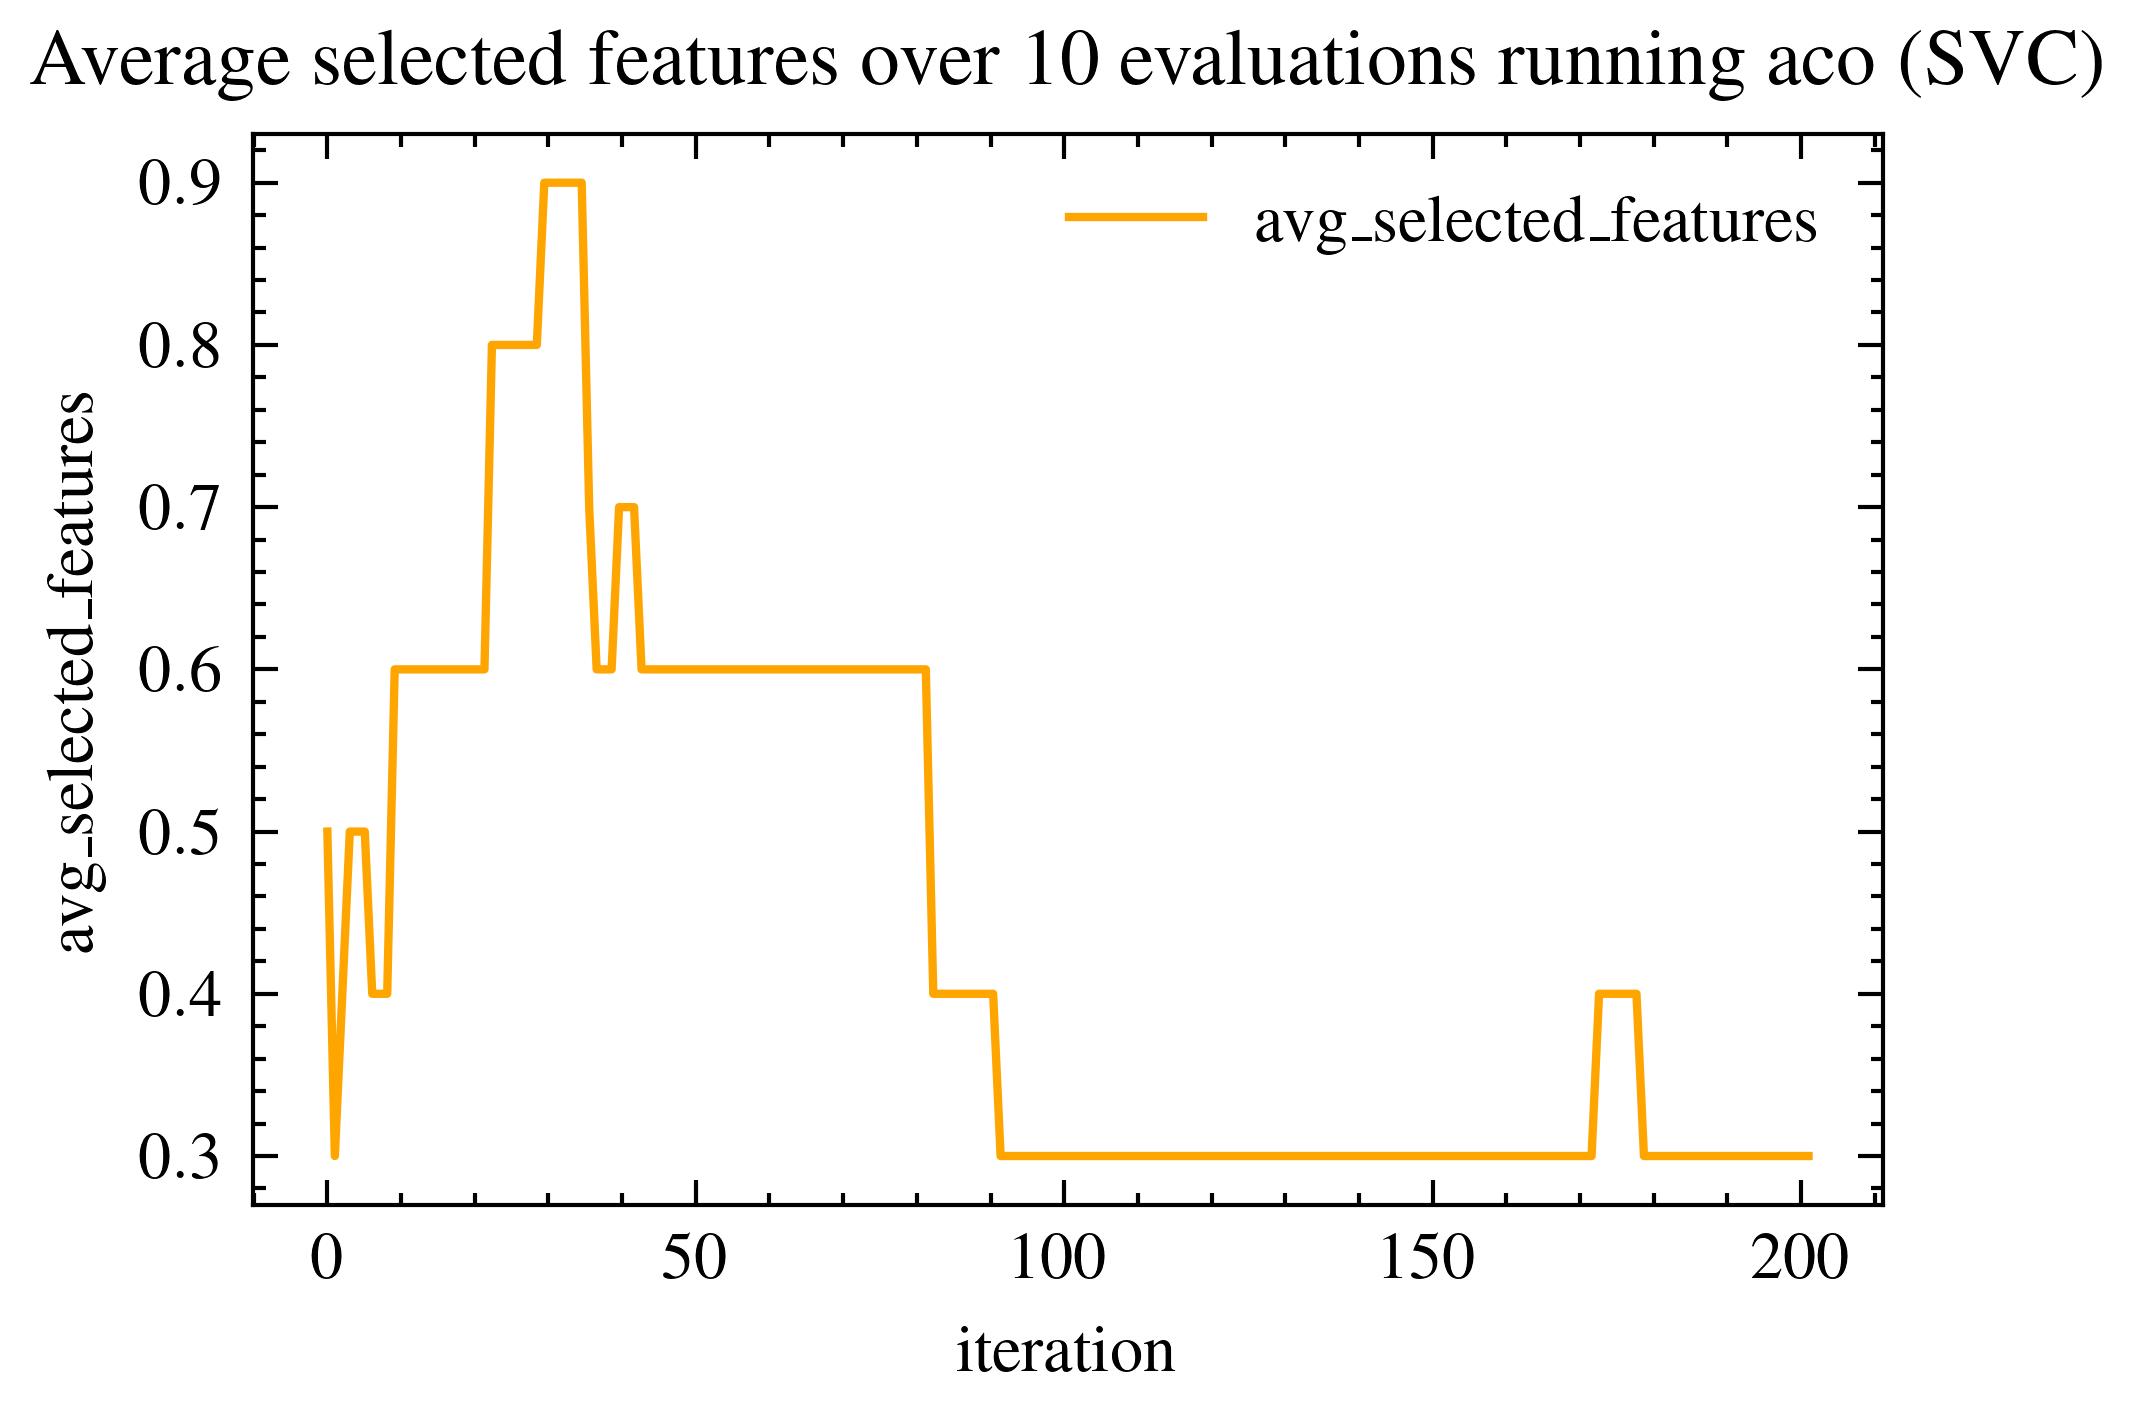 Average selected features over 10 evaluations running aco (SVC)
avg_selected_features
0.9
0.8
0.7
0.6
0.5
0.4
0.3
avg_selected_features
0 50 100 150 200
iteration